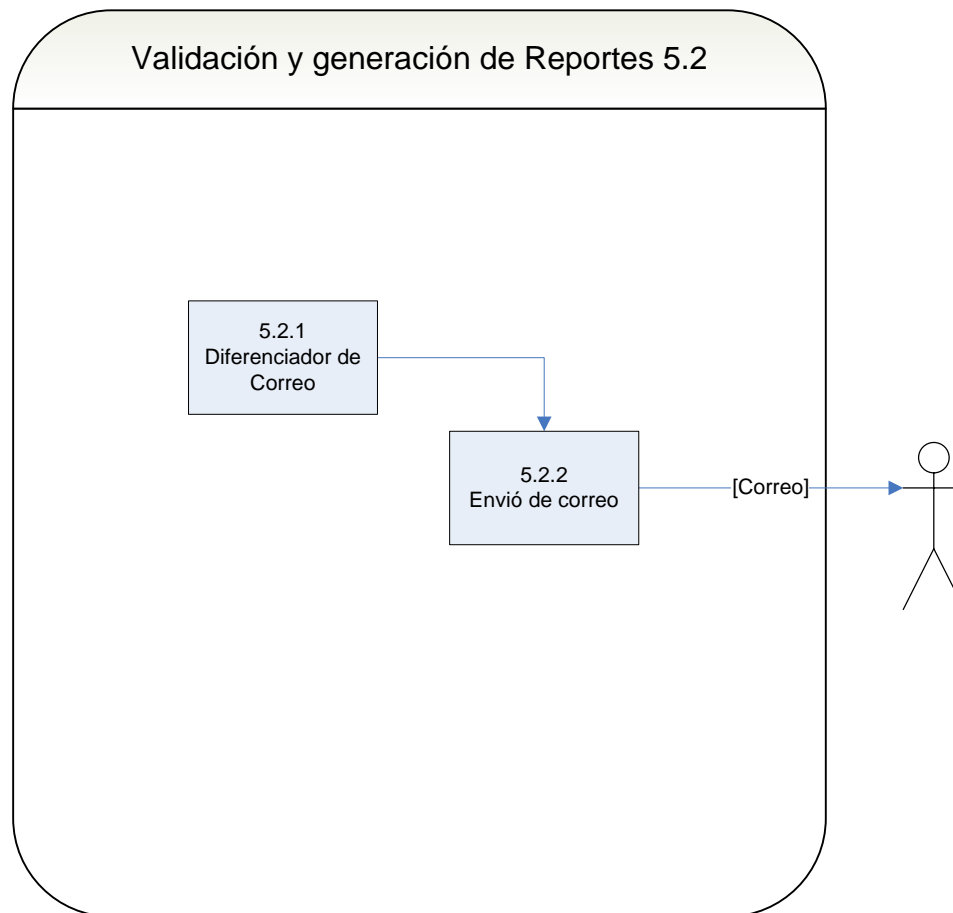 Validación y generación de Reportes 5.2
5.2.1
Diferenciador de
Correo
5.2.2
Envió de correo
[Correo]